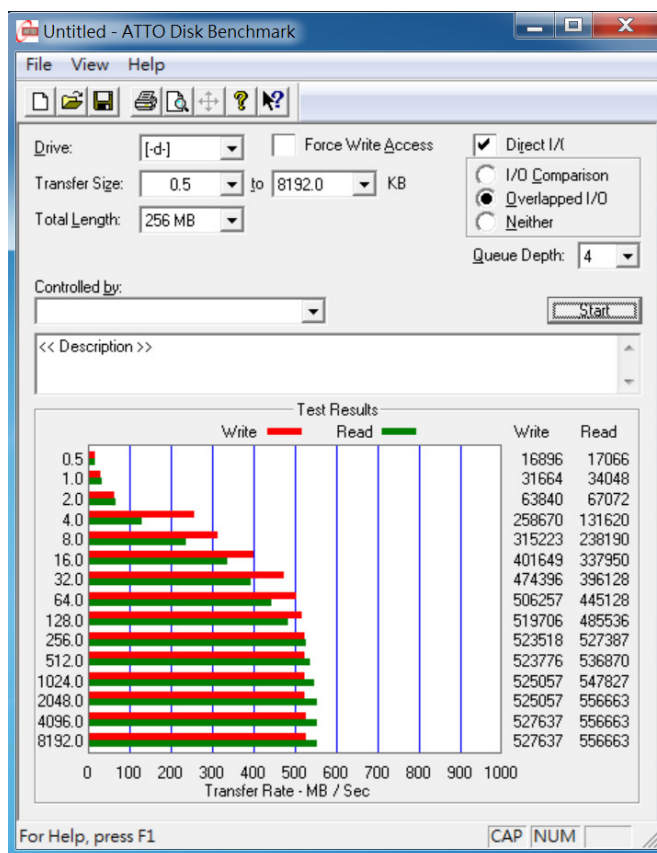 Untitled - ATTO Disk Benchmark
File View Help
Drive: [-d-] Force Write Access Direct I/(
Transfer Size: 0.5 to 8192.0 KB I/O Comparison
Overlapped I/O
Total Length: 256 MB Neither
Queue Depth: 4
Controlled by:
Start
<< Description >>
Test Results
Write Read Write Read
0.5 16896 17066
1.0 31664 34048
2.0 63840 67072
4.0 258670 131620
8.0 315223 238190
16.0 401649 337950
32.0 474396 396128
64.0 506257 445128
128.0 519706 485536
256.0 523518 527387
512.0 523776 536870
1024.0 525057 547827
2048.0 525057 556663
4096.0 527637 556663
8192.0 527637 556663
0 100 200 300 400 500 600 700 800 900 1000
Transfer Rate - MB / Sec
For Help, press F1 CAP NUM